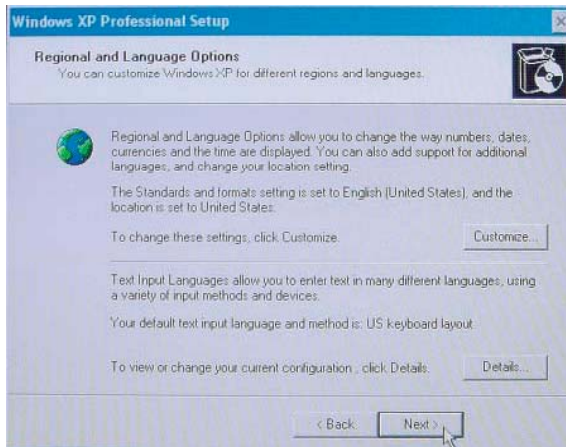 Windows XP Professional Setup
Regional and Language Options
You can customize Windows XP for different regions and languages.
Regional and Language Options allow you to change the way numbers, dates,
currencies and the time are displayed. You can also add support for additional
languages, and change your location setting.
The Standards and formats setting is set to English (United States), and the
location is set to United States.
To change these settings, click Customize.
Customize...
Text Input Languages allow you to enter text in many different languages, using
a variety of input methods and devices.
Your default text input language and method is: US keyboard layout
To view or change your current configuration , click Details.
Details...
< Back
Next >